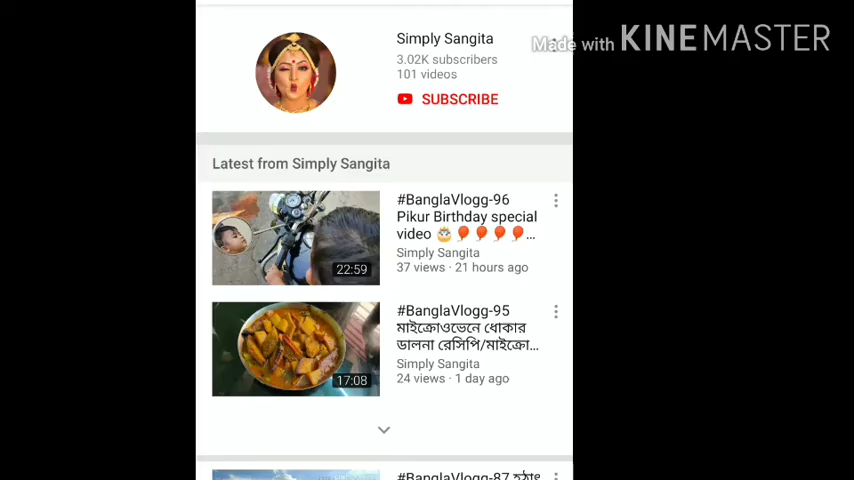 Simply Sangita
Made with KINEMASTER
3.02K subscribers
101 videos
SUBSCRIBE
Latest from Simply Sangita
#BanglaVlogg-96
Pikur Birthday special
video 🎂🎈🎈🎈🎈...
Simply Sangita
37 views · 21 hours ago
22:59
#BanglaVlogg-95
মাইক্রোওভেনে ধোকার
ডালনা রেসিপি/মাইক্রো...
Simply Sangita
24 views · 1 day ago
17:08
#BanglaVlogg-87 হঠাৎ